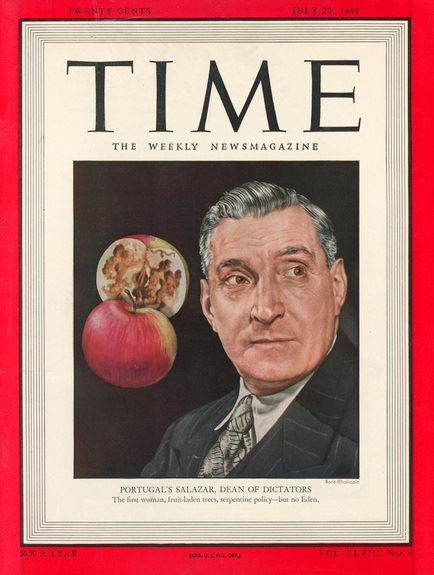 TWENTY CENTS JULY 22, 1946
TIME
THE WEEKLY NEWSMAGAZINE
Boris Chaliapin
PORTUGAL'S SALAZAR, DEAN OF DICTATORS
The first woman, fruit-laden trees, serpentine policy—but no Eden.
$6.50 A YEAR (REG. U. S. PAT. OFF.) VOL. XLVIII NO. 4